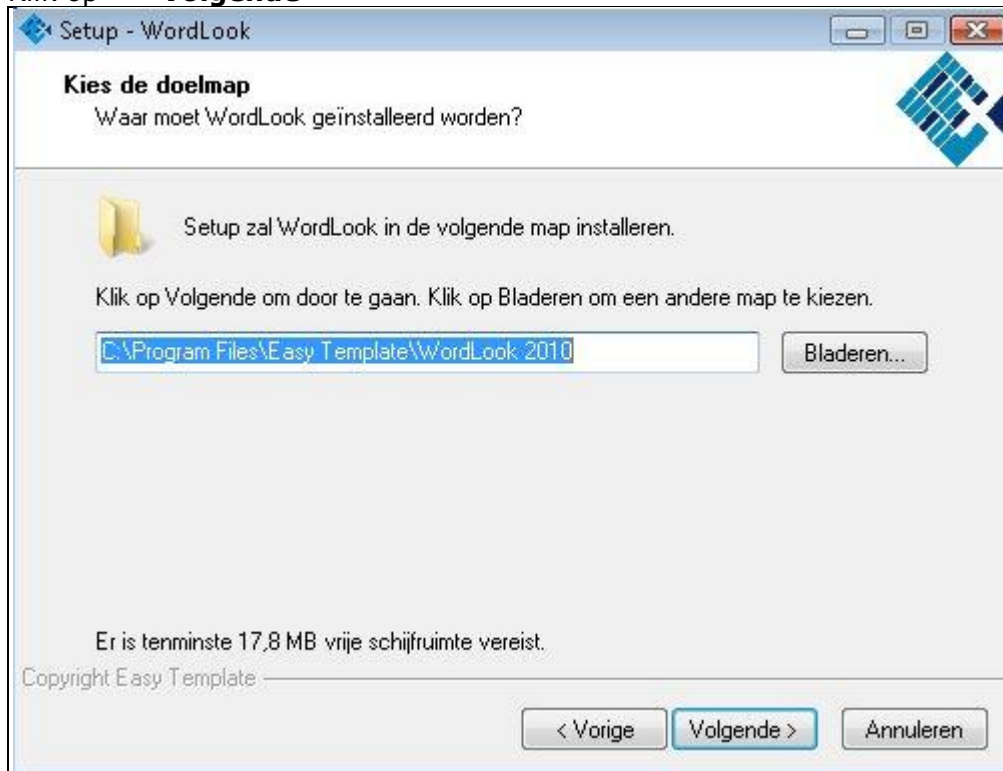 Volgende
Setup - WordLook
Kies de doelmap
Waar moet WordLook geïnstalleerd worden?
Setup zal WordLook in de volgende map installeren.
Klik op Volgende om door te gaan. Klik op Bladeren om een andere map te kiezen.
C:\Program Files\Easy Template\WordLook 2010
Bladeren...
Er is tenminste 17,8 MB vrije schijfruimte vereist.
Copyright Easy Template
< Vorige
Volgende >
Annuleren